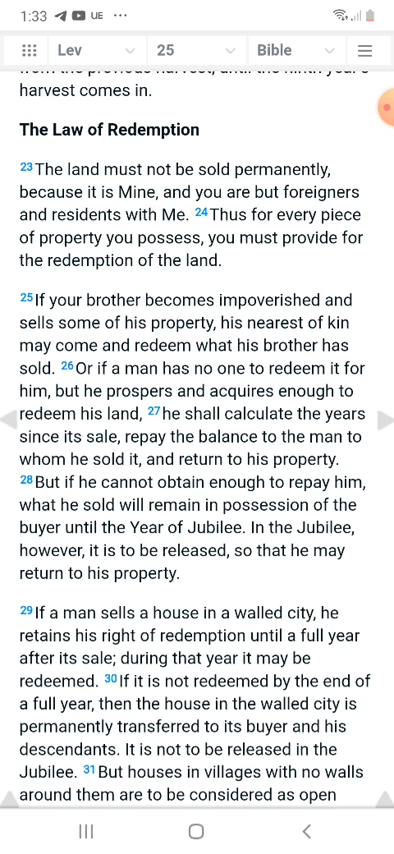 1:33 UE
Lev 25 Bible
from the previous harvest, until the ninth year's
harvest comes in.
The Law of Redemption
23 The land must not be sold permanently,
because it is Mine, and you are but foreigners
and residents with Me. 24 Thus for every piece
of property you possess, you must provide for
the redemption of the land.
25 If your brother becomes impoverished and
sells some of his property, his nearest of kin
may come and redeem what his brother has
sold. 26 Or if a man has no one to redeem it for
him, but he prospers and acquires enough to
redeem his land, 27 he shall calculate the years
since its sale, repay the balance to the man to
whom he sold it, and return to his property.
28 But if he cannot obtain enough to repay him,
what he sold will remain in possession of the
buyer until the Year of Jubilee. In the Jubilee,
however, it is to be released, so that he may
return to his property.
29 If a man sells a house in a walled city, he
retains his right of redemption until a full year
after its sale; during that year it may be
redeemed. 30 If it is not redeemed by the end of
a full year, then the house in the walled city is
permanently transferred to its buyer and his
descendants. It is not to be released in the
Jubilee. 31 But houses in villages with no walls
around them are to be considered as open